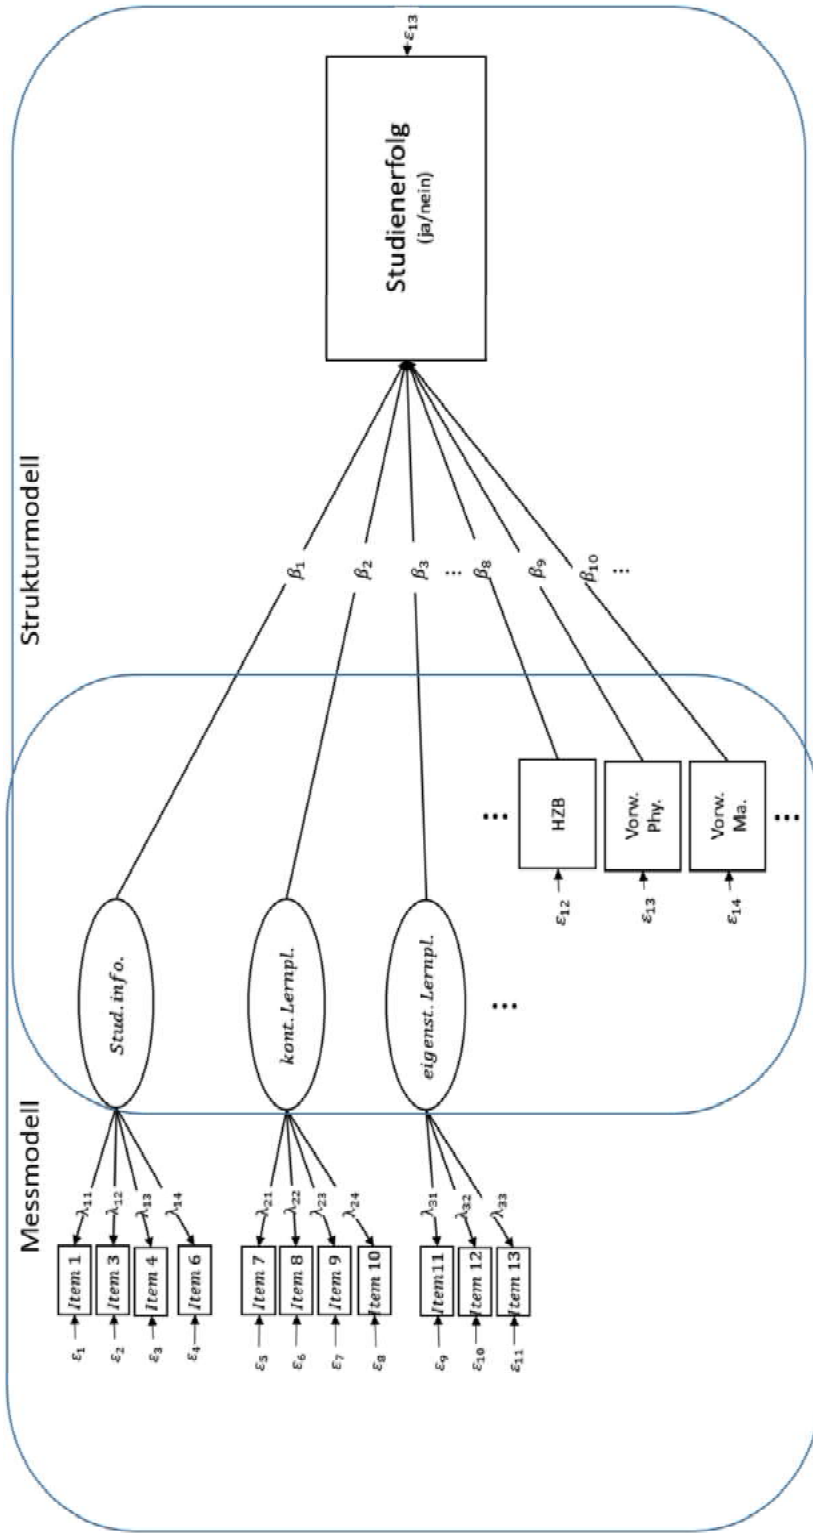 Messmodell
Strukturmodell
ε₁
Item 1
λ₁₁
ε₂
Item 3
λ₁₂
ε₃
Item 4
λ₁₃
ε₄
Item 6
λ₁₄
Stud.info.
β₁
ε₅
Item 7
λ₂₁
ε₆
Item 8
λ₂₂
ε₇
Item 9
λ₂₃
ε₈
Item 10
λ₂₄
kont.Lernpl.
β₂
ε₉
Item11
λ₃₁
ε₁₀
Item 12
λ₃₂
ε₁₁
Item 13
λ₃₃
eigenst.Lernpl.
β₃
...
...
...
ε₁₂
HZB
β₈
ε₁₃
Vorw.
Phy.
β₉
ε₁₄
Vorw.
Ma.
β₁₀
...
...
Studienerfolg
(ja/nein)
ε₁₃